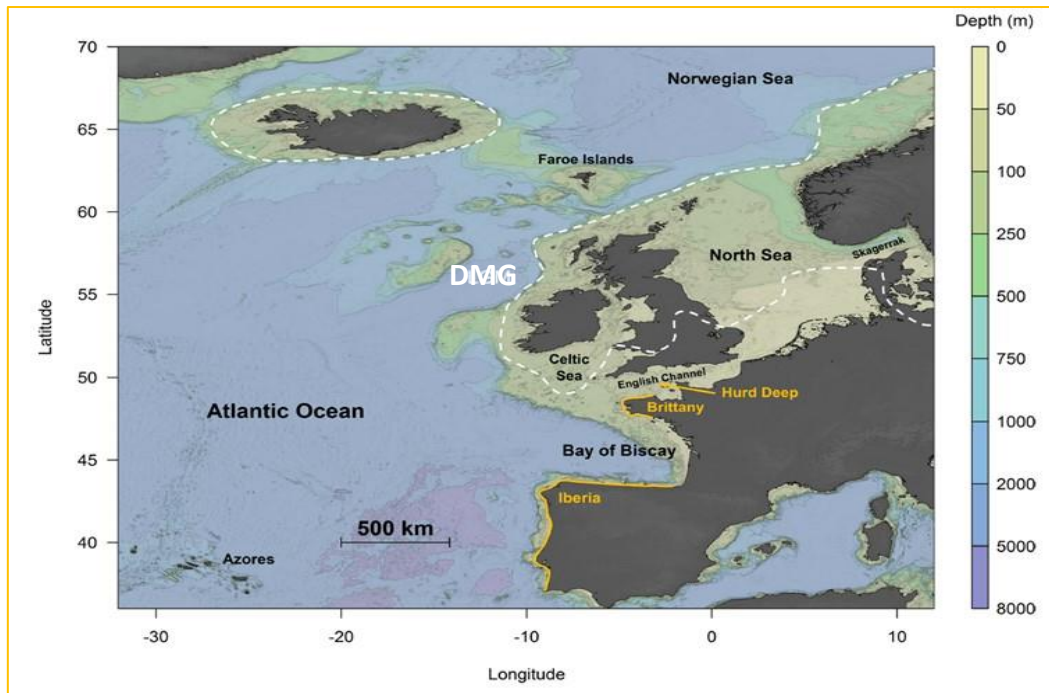 Depth (m)
70
65
60
55
50
45
40
Latitude
-30
-20
-10
0
10
Longitude
0
50
100
250
500
750
1000
2000
5000
8000
Norwegian Sea
Faroe Islands
North Sea
Skagerrak
DMG
Celtic
Sea
English Channel
Hurd Deep
Brittany
Atlantic Ocean
Bay of Biscay
Iberia
500 km
Azores